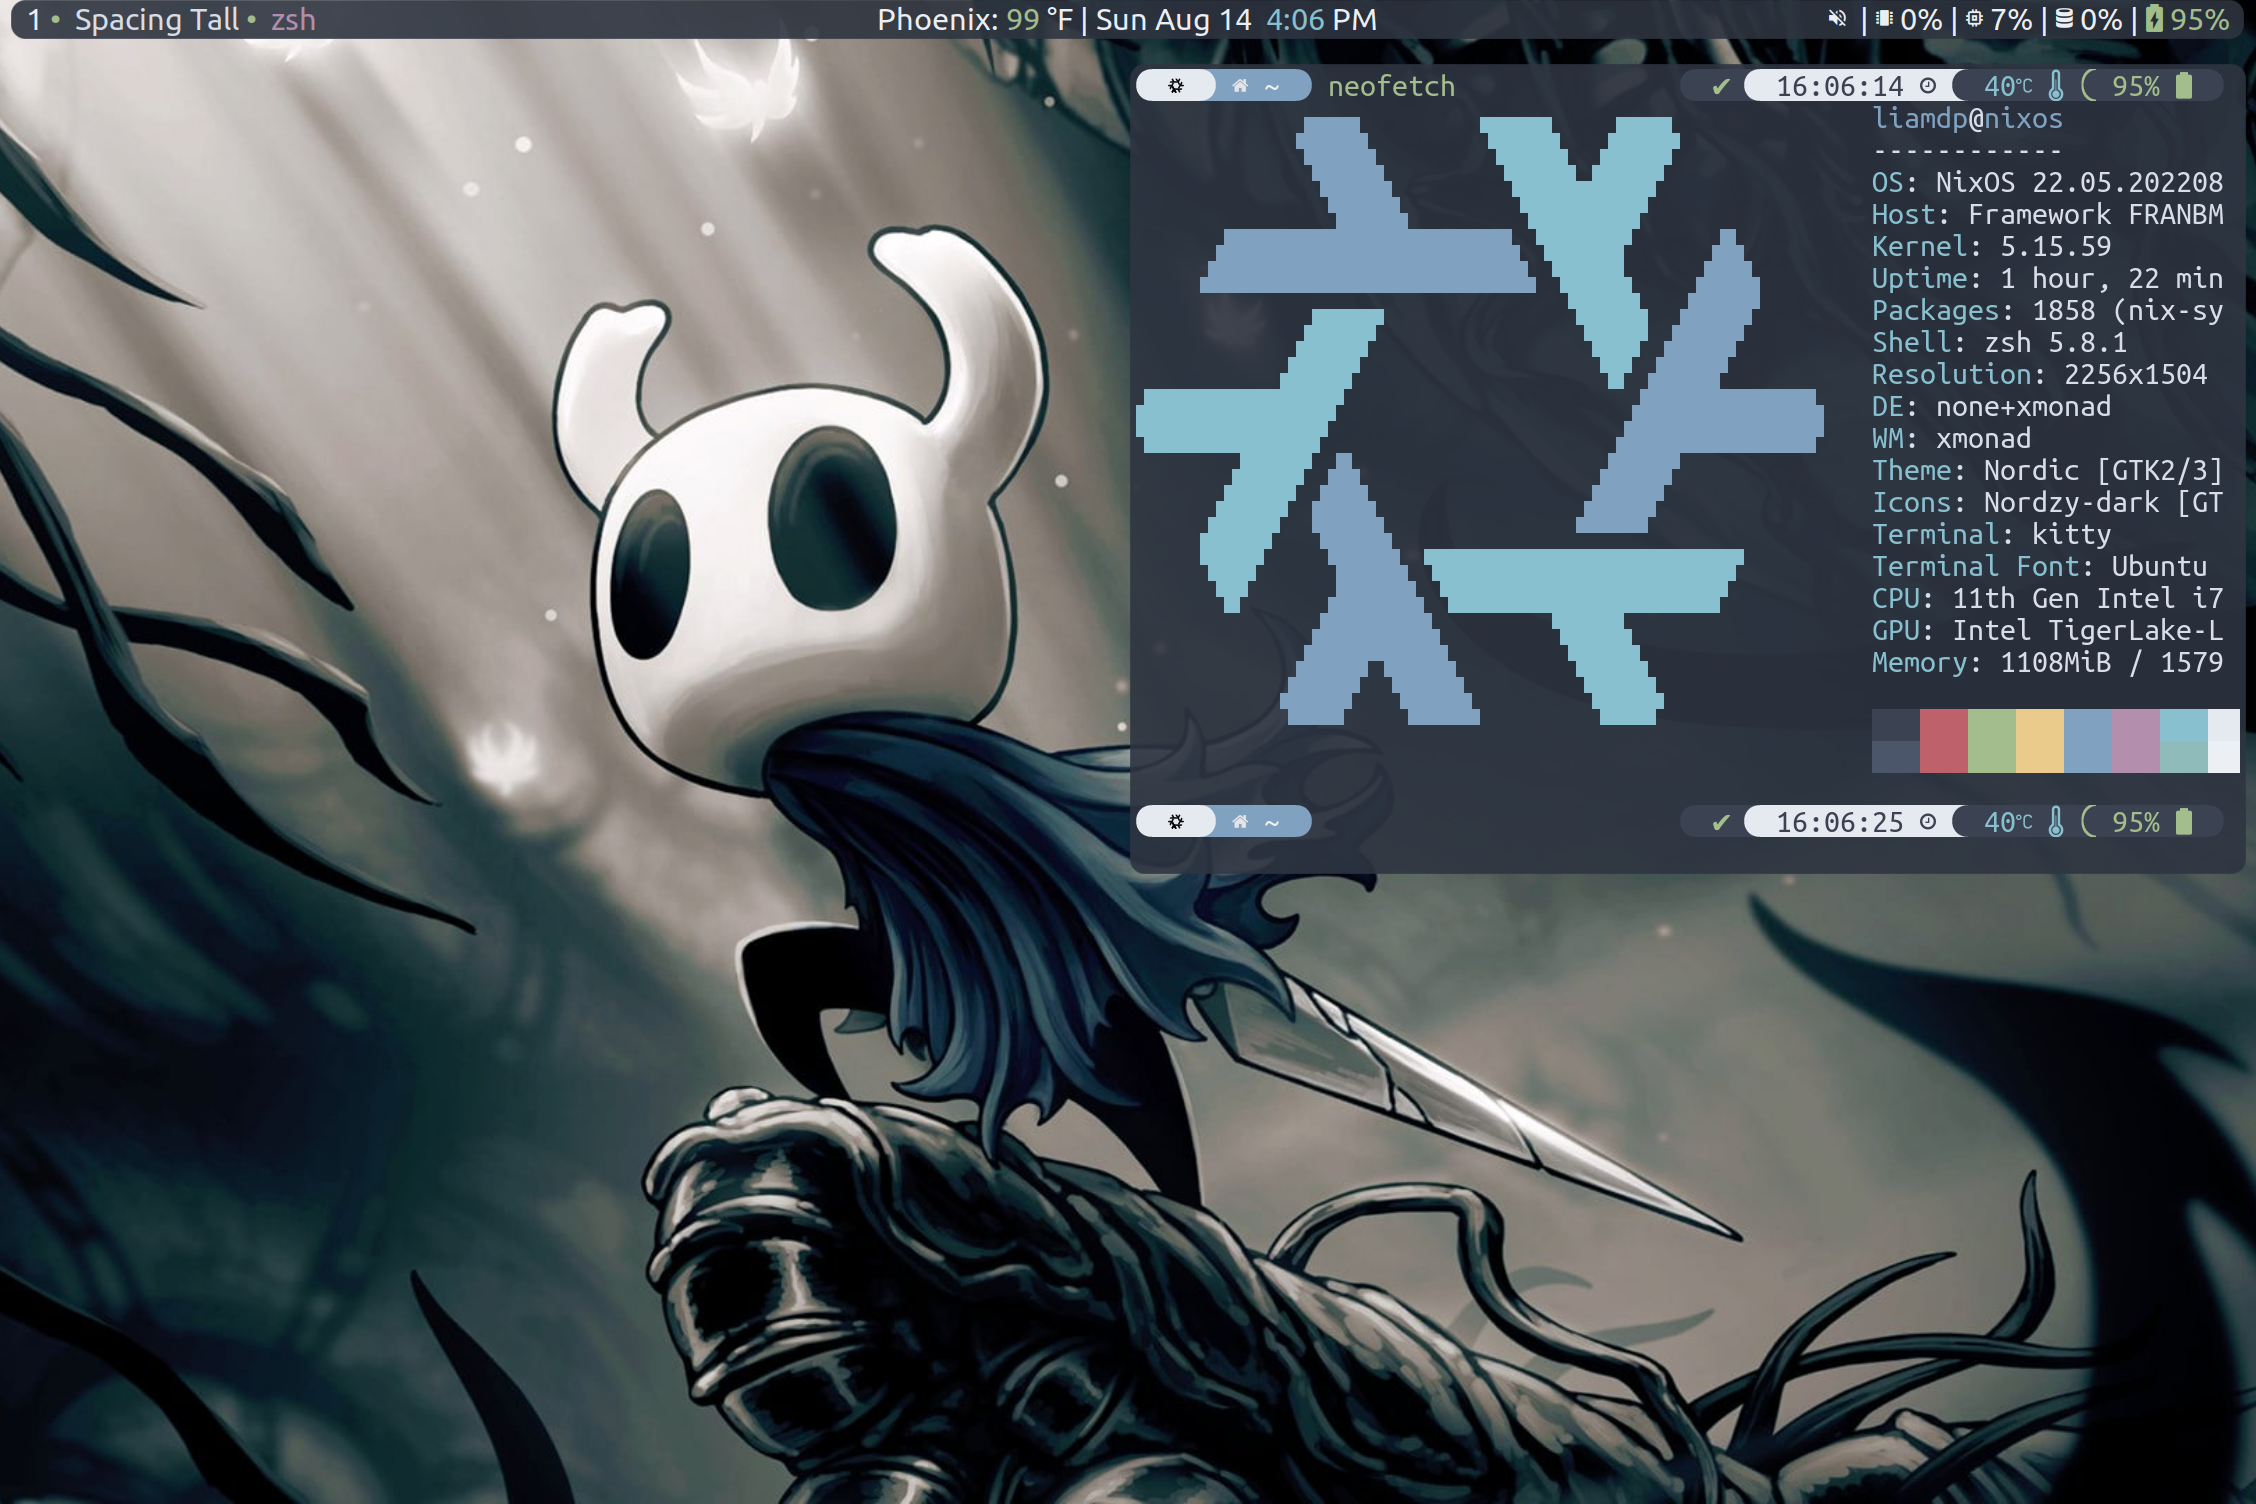 1 • Spacing Tall • zsh
Phoenix: 99 °F | Sun Aug 14 4:06 PM
| 0% | 7% | 0% | 95%
~ neofetch
✔ 16:06:14 40°C 95%
liamdp@nixos
------------
OS: NixOS 22.05.202208
Host: Framework FRANBM
Kernel: 5.15.59
Uptime: 1 hour, 22 min
Packages: 1858 (nix-sy
Shell: zsh 5.8.1
Resolution: 2256x1504
DE: none+xmonad
WM: xmonad
Theme: Nordic [GTK2/3]
Icons: Nordzy-dark [GT
Terminal: kitty
Terminal Font: Ubuntu
CPU: 11th Gen Intel i7
GPU: Intel TigerLake-L
Memory: 1108MiB / 1579
~
✔ 16:06:25 40°C 95%